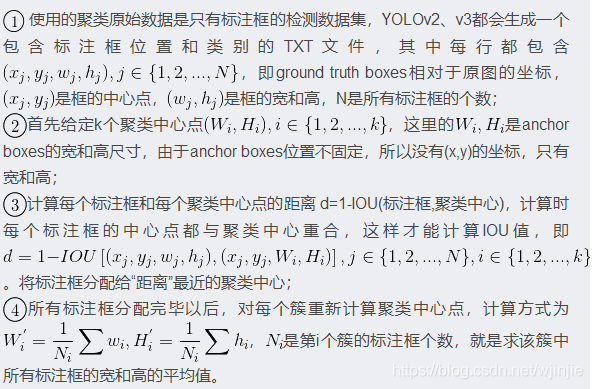 ① 使用的聚类原始数据是只有标注框的检测数据集，YOLOv2、v3都会生成一个
包含标注框位置和类别的TXT文件，其中每行都包含
(x_j, y_j, w_j, h_j), j ∈ {1, 2, ..., N}，即ground truth boxes相对于原图的坐标，
(x_j, y_j)是框的中心点，(w_j, h_j)是框的宽和高，N是所有标注框的个数；
②首先给定k个聚类中心点(W_i, H_i), i ∈ {1, 2, ..., k}，这里的W_i, H_i是anchor
boxes的宽和高尺寸，由于anchor boxes位置不固定，所以没有(x,y)的坐标，只有
宽和高；
③计算每个标注框和每个聚类中心点的距离 d=1-IOU(标注框,聚类中心)，计算时
每个标注框的中心点都与聚类中心重合，这样才能计算IOU值，即
d = 1−IOU [(x_j, y_j, w_j, h_j), (x_j, y_j, W_i, H_i)] , j ∈ {1, 2, ..., N}, i ∈ {1, 2, ..., k}
。将标注框分配给“距离”最近的聚类中心；
④所有标注框分配完毕以后，对每个簇重新计算聚类中心点，计算方式为
W_i' = 1/N_i ∑ w_i, H_i' = 1/N_i ∑ h_i，N_i是第i个簇的标注框个数，就是求该簇中
所有标注框的宽和高的平均值。
https://blog.csdn.net/wjinjie